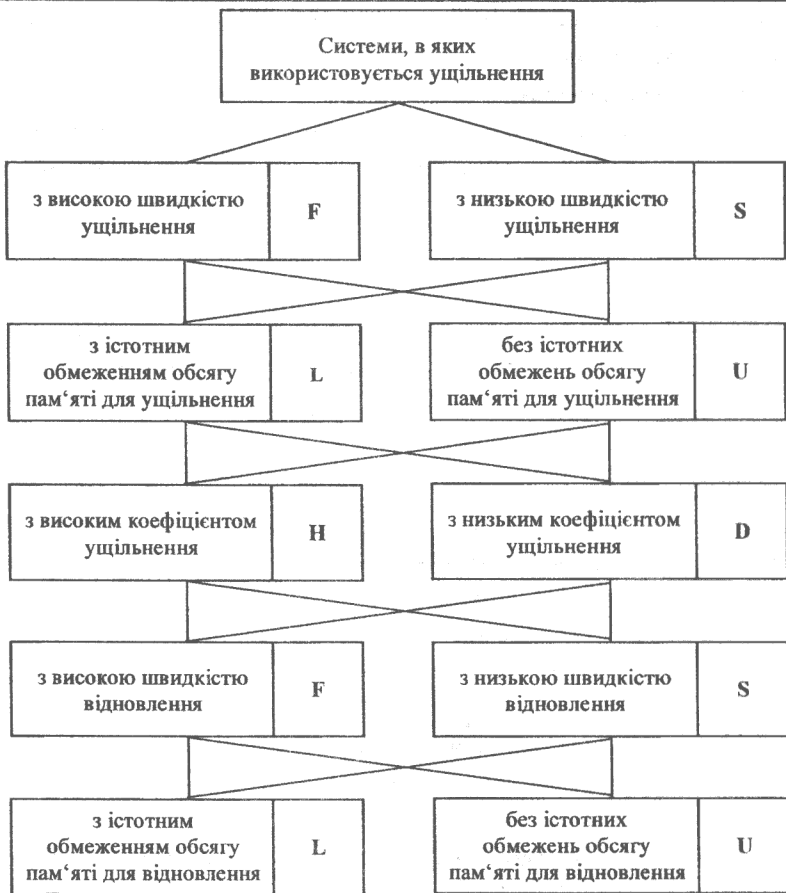 Системи, в яких
використовується ущільнення
з високою швидкістю
ущільнення
F
з низькою швидкістю
ущільнення
S
з істотним
обмеженням обсягу
пам‘яті для ущільнення
L
без істотних
обмежень обсягу
пам‘яті для ущільнення
U
з високим коефіцієнтом
ущільнення
H
з низьким коефіцієнтом
ущільнення
D
з високою швидкістю
відновлення
F
з низькою швидкістю
відновлення
S
з істотним
обмеженням обсягу
пам‘яті для відновлення
L
без істотних
обмежень обсягу
пам‘яті для відновлення
U